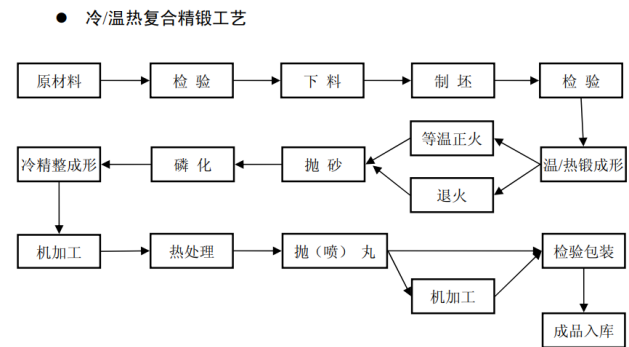 ● 冷/温热复合精锻工艺
原材料 检 验 下 料 制 坯 检 验
等温正火
冷精整成形 磷 化 抛 砂 温/热锻成形
退火
机加工 热处理 抛（喷） 丸 检验包装
机加工
成品入库